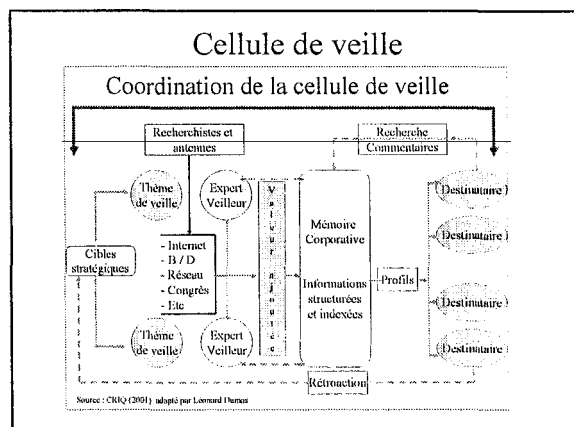 Cellule de veille
Coordination de la cellule de veille
Recherchistes et
antennes
Recherche
Commentaires
Thème
de veille
Expert
Veilleur
Destinataire
Destinataire
Cibles
stratégiques
- Internet
- B / D
- Réseau
- Congrès
- Etc
Valeur ajoutée
Mémoire
Corporative
Informations
structurées
et indexées
Profils
Destinataire
Destinataire
Thème
de veille
Expert
Veilleur
Rétroaction
Source : CRIQ (2001) adapté par Léonard Dumas